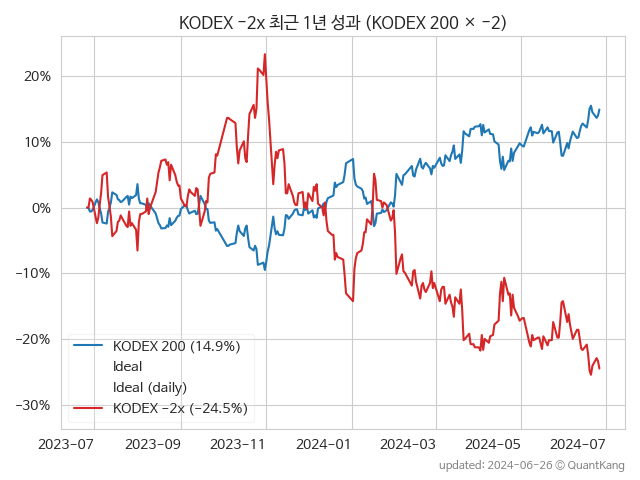 KODEX -2x 최근 1년 성과 (KODEX 200 × -2)
20%
10%
0%
-10%
-20%
-30%
KODEX 200 (14.9%)
Ideal
Ideal (daily)
KODEX -2x (-24.5%)
2023-07 2023-09 2023-11 2024-01 2024-03 2024-05 2024-07
updated: 2024-06-26 © QuantKang